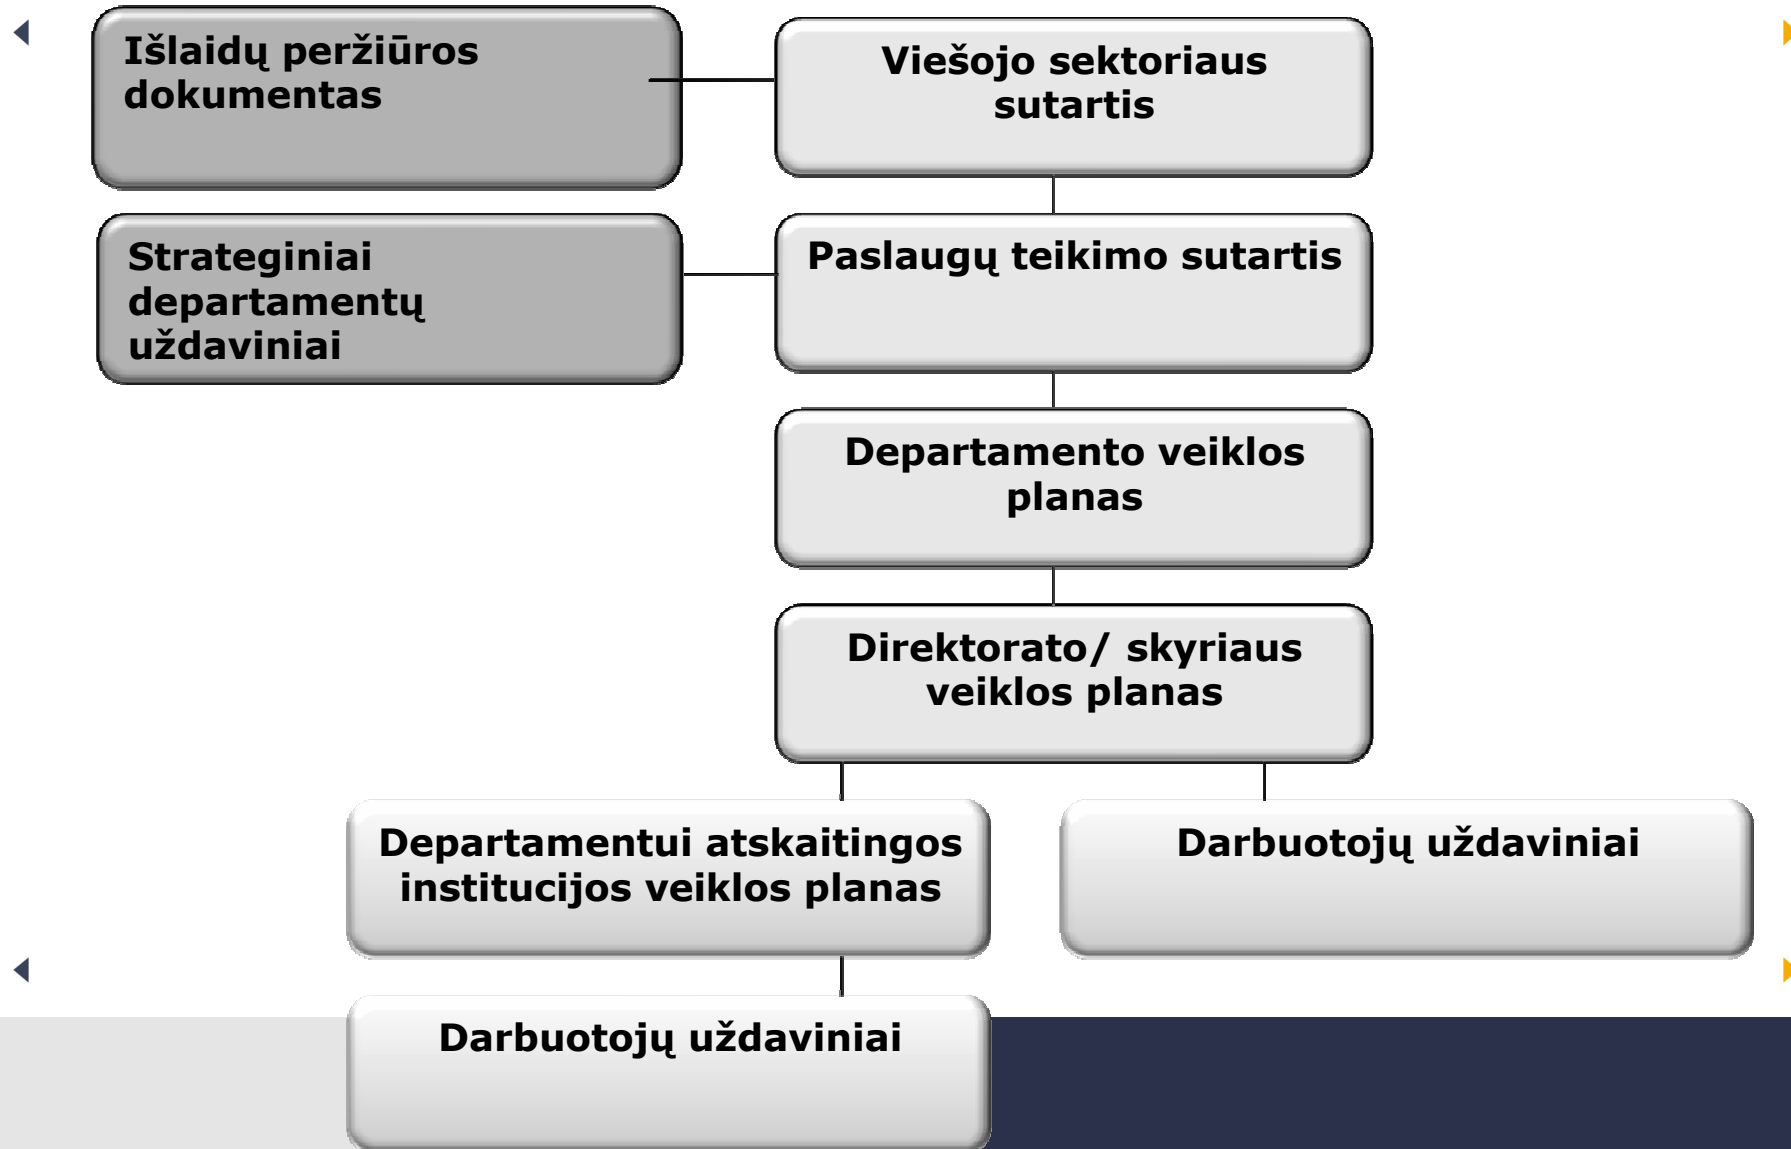 Išlaidų peržiūros
dokumentas
Viešojo sektoriaus
sutartis
Strateginiai
departamentų
uždaviniai
Paslaugų teikimo sutartis
Departamento veiklos
planas
Direktorato/ skyriaus
veiklos planas
Departamentui atskaitingos
institucijos veiklos planas
Darbuotojų uždaviniai
Darbuotojų uždaviniai